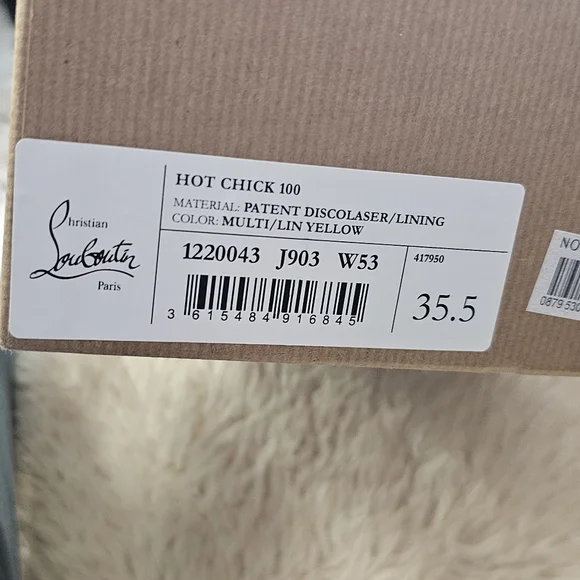 Christian
Louboutin
Paris
HOT CHICK 100
MATERIAL: PATENT DISCOLASER/LINING
COLOR: MULTI/LIN YELLOW
1220043 J903 W53
417950
3 615484 916845
35.5
NO
0879 530